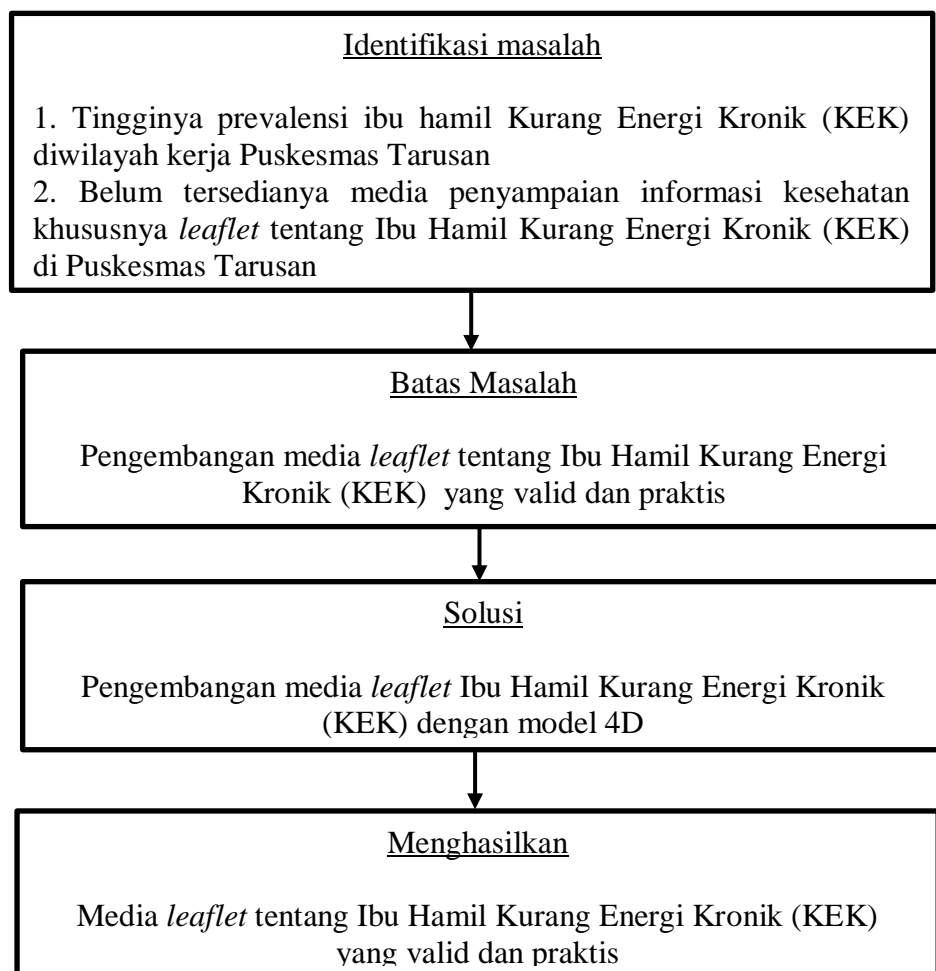 Identifikasi masalah
1. Tingginya prevalensi ibu hamil Kurang Energi Kronik (KEK)
diwilayah kerja Puskesmas Tarusan
2. Belum tersedianya media penyampaian informasi kesehatan
khususnya leaflet tentang Ibu Hamil Kurang Energi Kronik (KEK)
di Puskesmas Tarusan
Batas Masalah
Pengembangan media leaflet tentang Ibu Hamil Kurang Energi
Kronik (KEK) yang valid dan praktis
Solusi
Pengembangan media leaflet Ibu Hamil Kurang Energi Kronik
(KEK) dengan model 4D
Menghasilkan
Media leaflet tentang Ibu Hamil Kurang Energi Kronik (KEK)
yang valid dan praktis